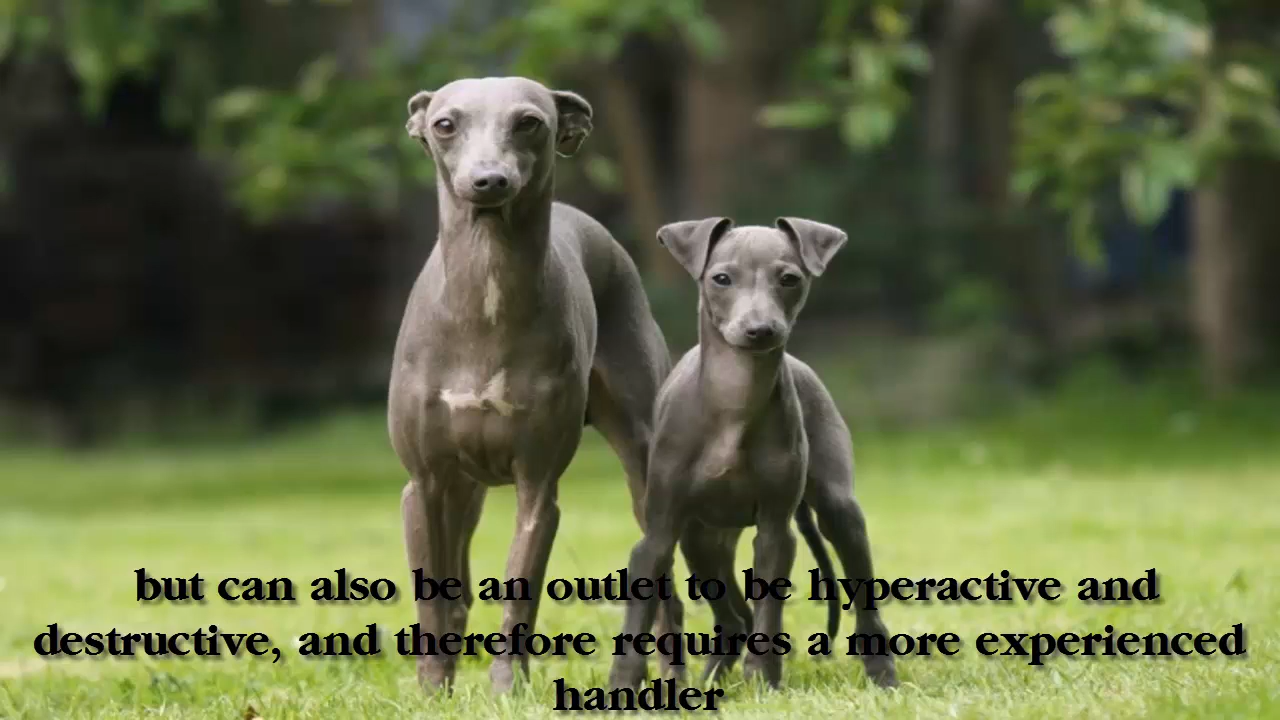 but can also be an outlet to be hyperactive and
destructive, and therefore requires a more experienced
handler